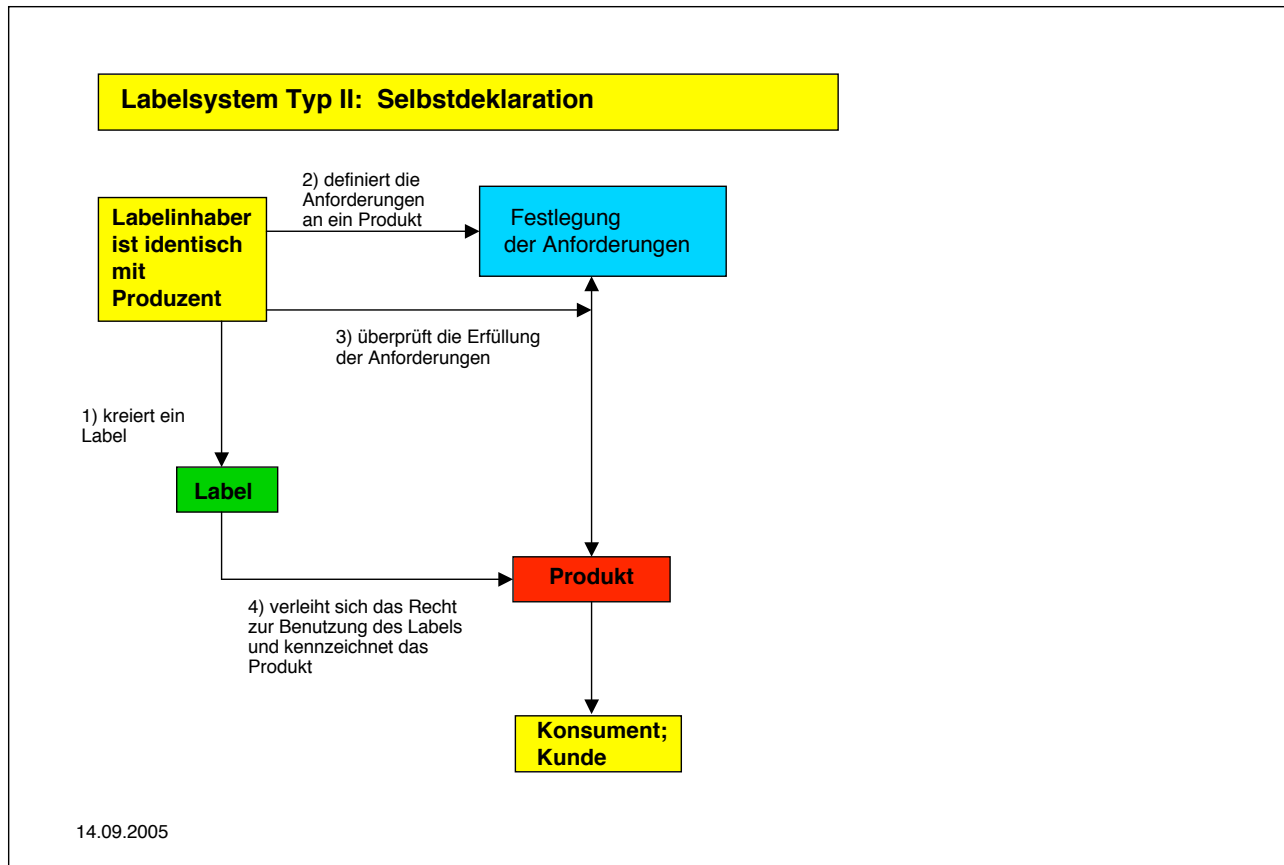 Labelsystem Typ II: Selbstdeklaration
2) definiert die
Anforderungen
an ein Produkt
Labelinhaber
ist identisch
mit
Produzent
Festlegung
der Anforderungen
3) überprüft die Erfüllung
der Anforderungen
1) kreiert ein
Label
Label
Produkt
4) verleiht sich das Recht
zur Benutzung des Labels
und kennzeichnet das
Produkt
Konsument;
Kunde
14.09.2005